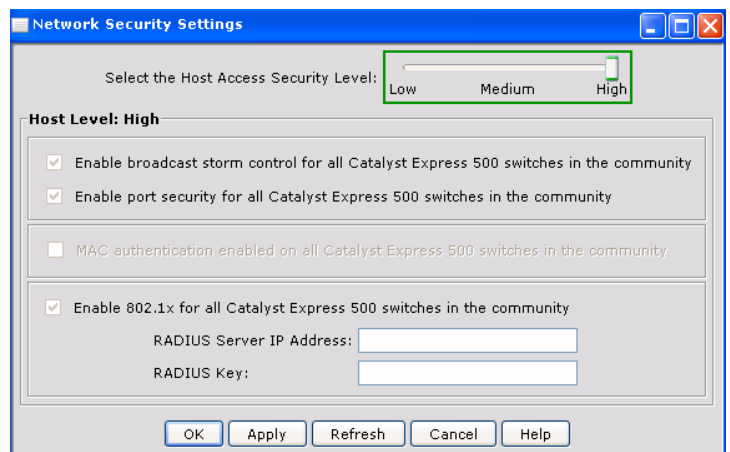 Network Security Settings
Select the Host Access Security Level:
Low Medium High
Host Level: High
Enable broadcast storm control for all Catalyst Express 500 switches in the community
Enable port security for all Catalyst Express 500 switches in the community
MAC authentication enabled on all Catalyst Express 500 switches in the community
Enable 802.1x for all Catalyst Express 500 switches in the community
RADIUS Server IP Address:
RADIUS Key:
OK Apply Refresh Cancel Help